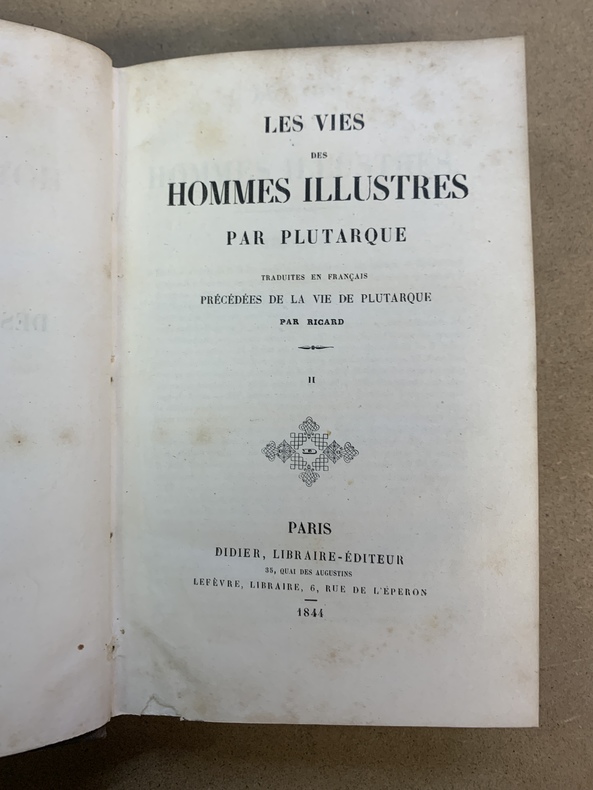 LES VIES
DES
HOMMES ILLUSTRES
PAR PLUTARQUE
TRADUITES EN FRANÇAIS
PRÉCÉDÉES DE LA VIE DE PLUTARQUE
PAR RICARD
II
PARIS
DIDIER, LIBRAIRE-ÉDITEUR
35, QUAI DES AUGUSTINS
LEFÈVRE, LIBRAIRE, 6, RUE DE L'ÉPERON
1844